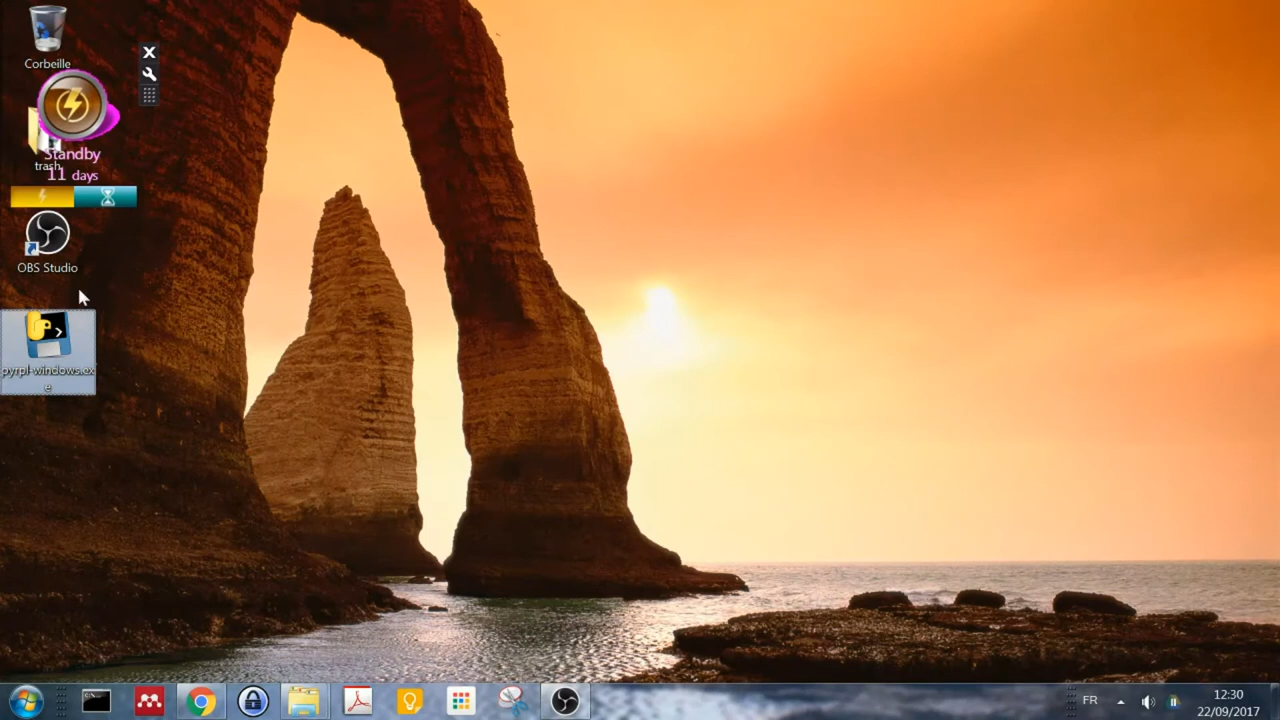 Corbeille
trash
Standby
11 days
OBS Studio
pyrpl-windows.ex
e
FR
12:30
22/09/2017